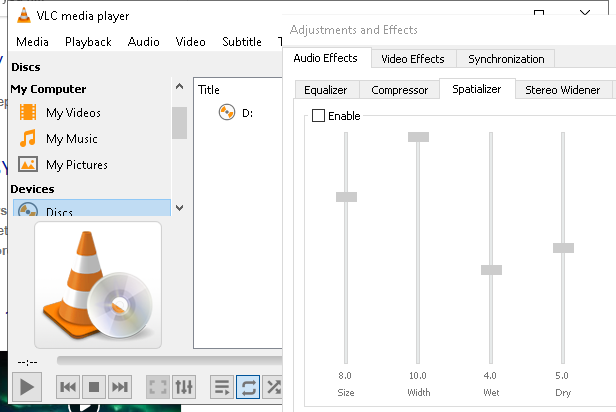 VLC media player
Media Playback Audio Video Subtitle T
Discs
My Computer
My Videos
My Music
My Pictures
Devices
Discs
Title
D:
--:--
Adjustments and Effects
Audio Effects Video Effects Synchronization
Equalizer Compressor Spatializer Stereo Widener
Enable
8.0 10.0 4.0 5.0
Size Width Wet Dry